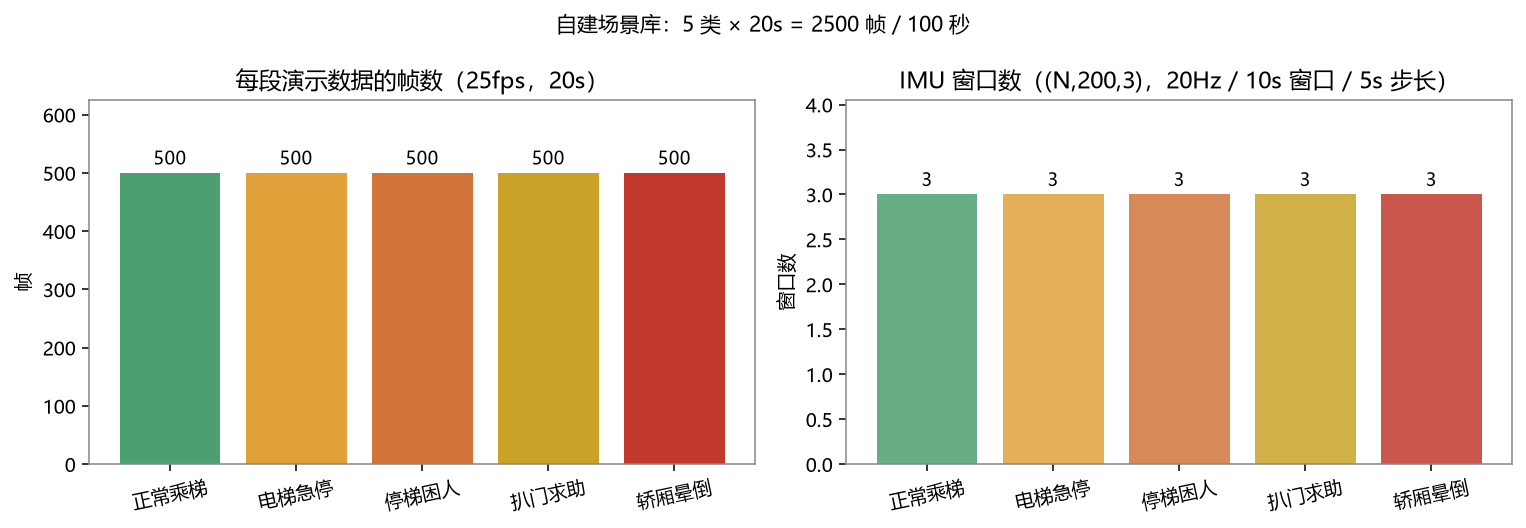 自建场景库：5 类 × 20s = 2500 帧 / 100 秒
每段演示数据的帧数（25fps，20s）
帧
600
500
400
300
200
100
0
500 500 500 500 500
正常乘梯 电梯急停 停梯困人 扒门求助 轿厢晕倒
IMU 窗口数（(N,200,3)，20Hz / 10s 窗口 / 5s 步长）
窗口数
4.0
3.5
3.0
2.5
2.0
1.5
1.0
0.5
0.0
3 3 3 3 3
正常乘梯 电梯急停 停梯困人 扒门求助 轿厢晕倒